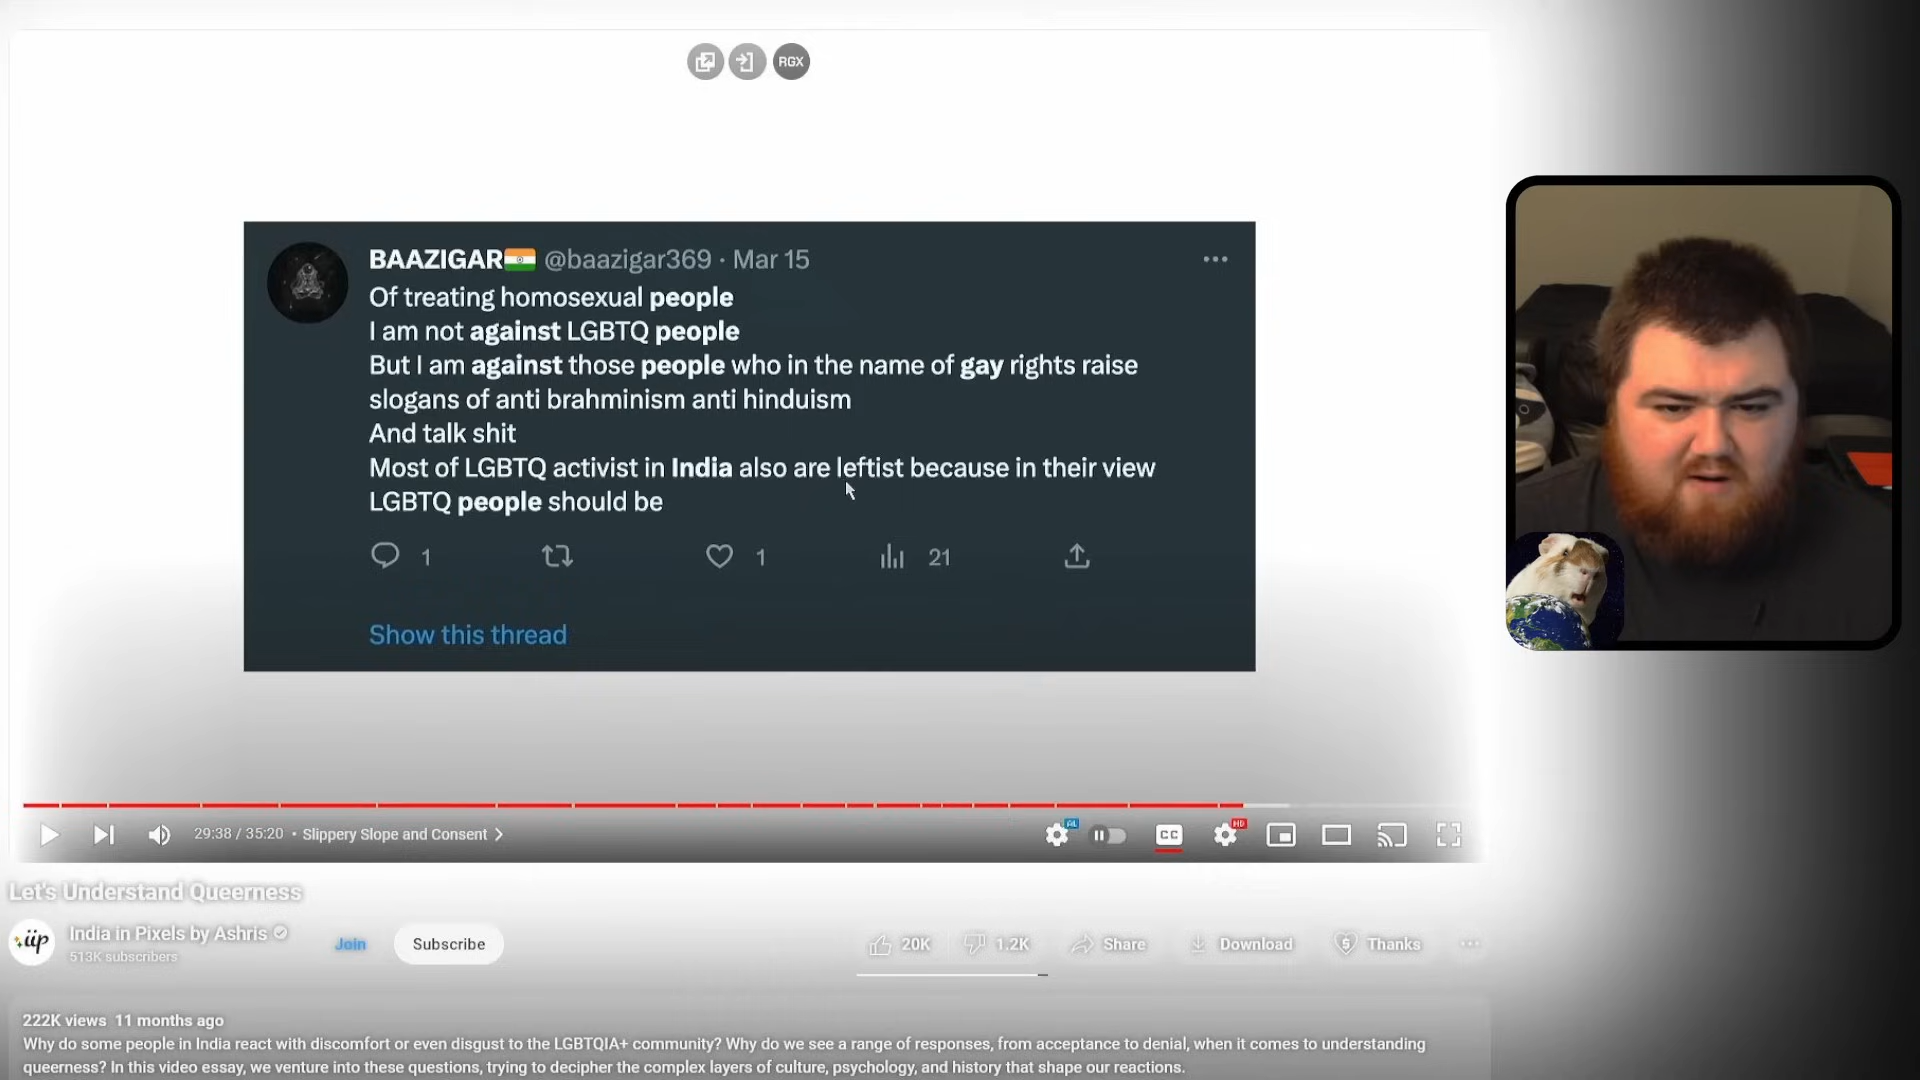 RGX
BAAZIGAR @baazigar369 · Mar 15
Of treating homosexual people
I am not against LGBTQ people
But I am against those people who in the name of gay rights raise
slogans of anti brahminism anti hinduism
And talk shit
Most of LGBTQ activist in India also are leftist because in their view
LGBTQ people should be
1
1
21
Show this thread
29:38 / 35:20 • Slippery Slope and Consent
CC
HD
Let's Understand Queerness
iip
India in Pixels by Ashris
513K subscribers
Join
Subscribe
20K
1.2K
Share
Download
Thanks
222K views 11 months ago
Why do some people in India react with discomfort or even disgust to the LGBTQIA+ community? Why do we see a range of responses, from acceptance to denial, when it comes to understanding
queerness? In this video essay, we venture into these questions, trying to decipher the complex layers of culture, psychology, and history that shape our reactions.